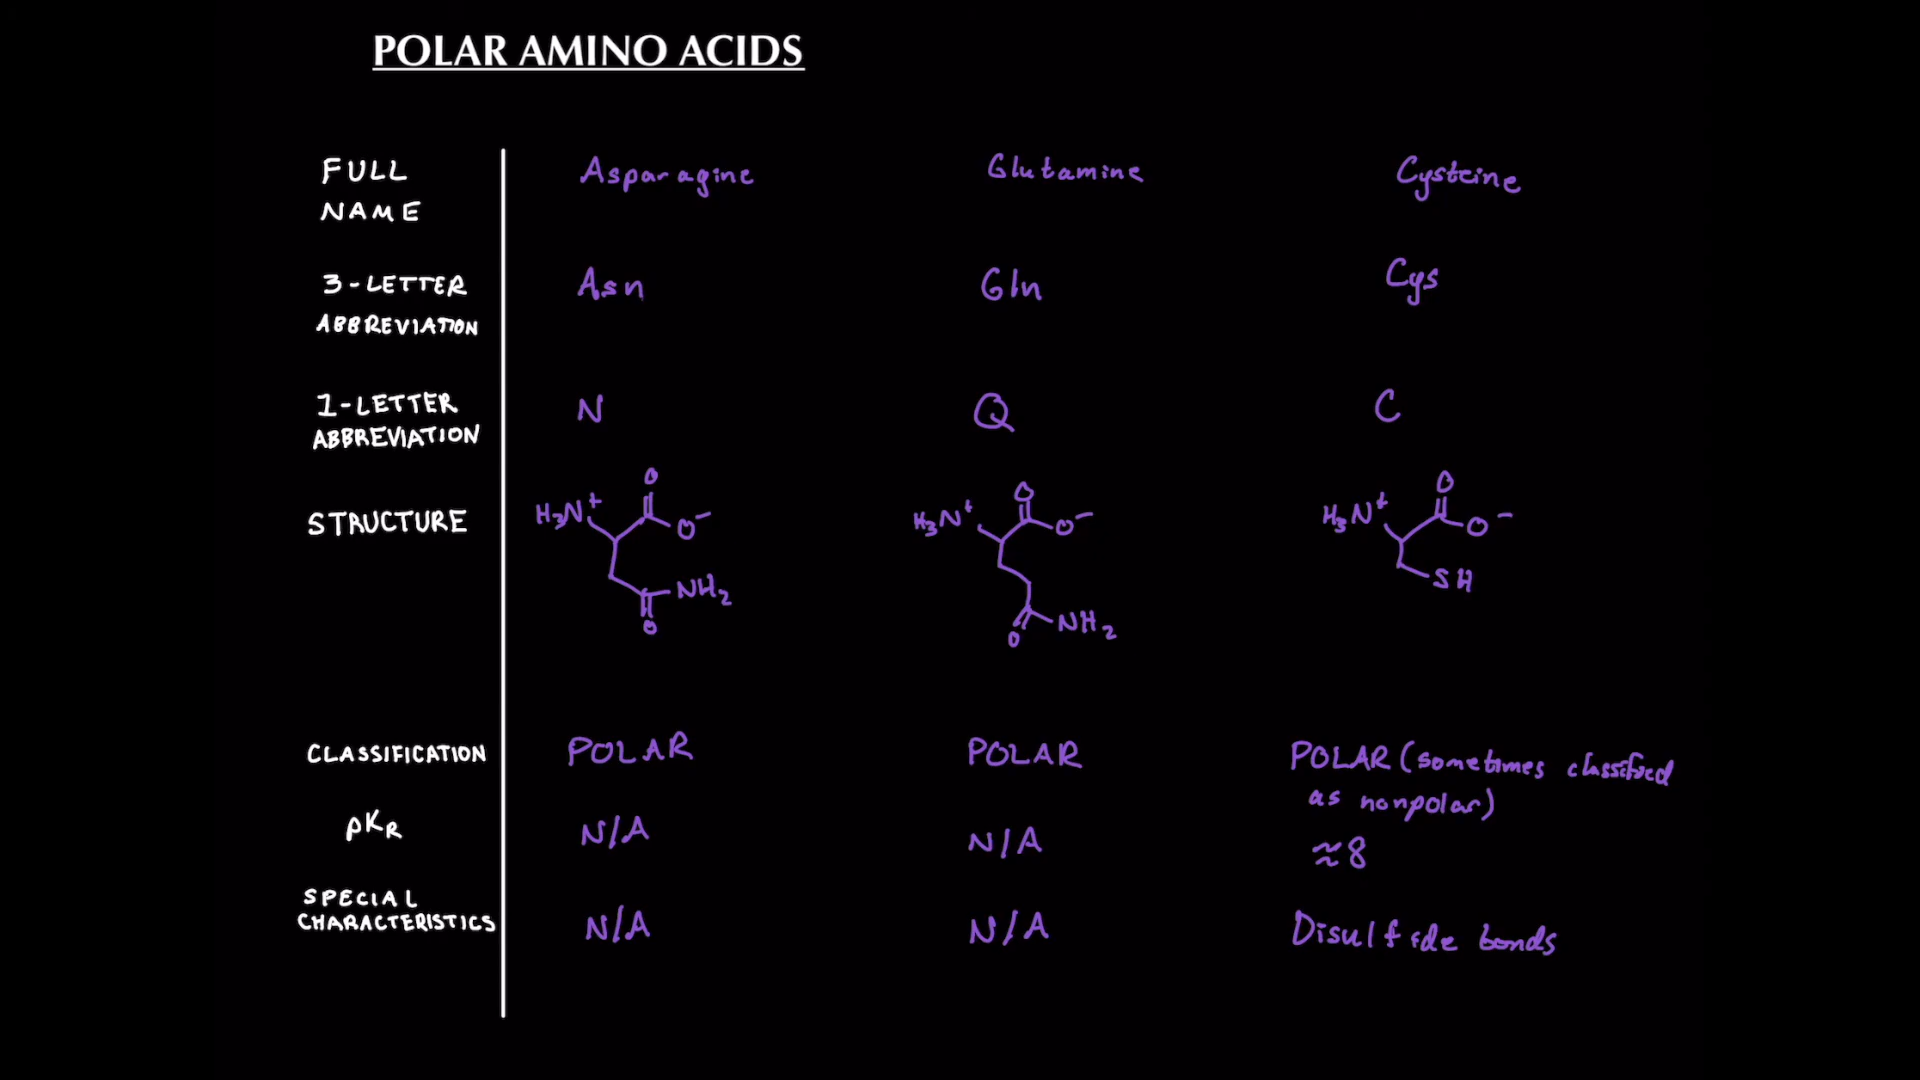 POLAR AMINO ACIDS
FULL NAME
Asparagine
Glutamine
Cysteine
3-LETTER ABBREVIATION
Asn
Gln
Cys
1-LETTER ABBREVIATION
N
Q
C
STRUCTURE
H₃N⁺
O
O⁻
NH₂
O
H₃N⁺
O
O⁻
NH₂
O
H₃N⁺
O
O⁻
SH
CLASSIFICATION
POLAR
POLAR
POLAR (sometimes classified
as nonpolar)
pKR
N/A
N/A
≈8
SPECIAL CHARACTERISTICS
N/A
N/A
Disulfide bonds